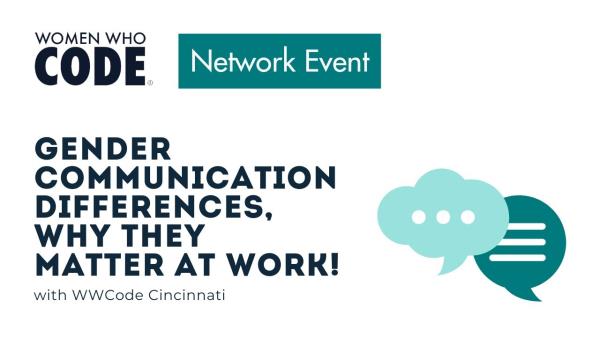 WOMEN WHO
CODE®
Network Event
GENDER
COMMUNICATION
DIFFERENCES,
WHY THEY
MATTER AT WORK!
with WWCode Cincinnati